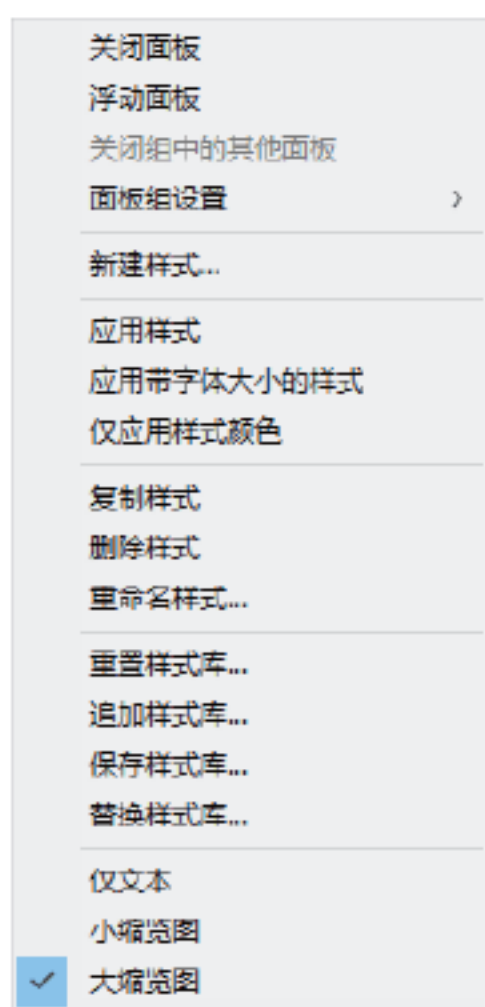 关闭面板
浮动面板
关闭组中的其他面板
面板组设置
新建样式...
应用样式
应用带字体大小的样式
仅应用样式颜色
复制样式
删除样式
重命名样式...
重置样式库...
追加样式库...
保存样式库...
替换样式库...
仅文本
小缩览图
大缩览图